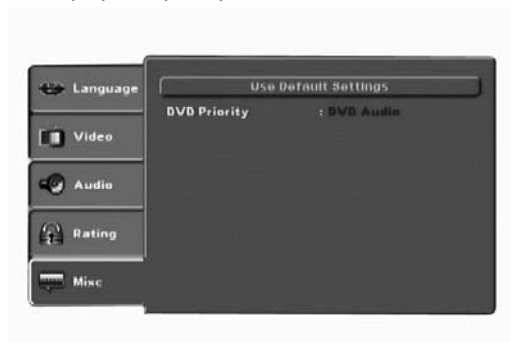 Language
Use Default Settings
DVD Priority : DVD Audio
Video
Audio
Rating
Misc